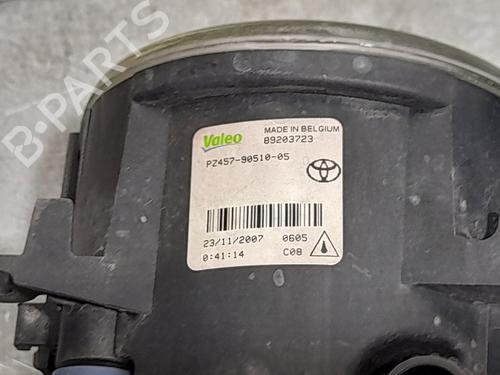 B-PARTS
Valeo
MADE IN BELGIUM
89203723
PZ457-90510-05
23/11/2007 0605
0:41:14 C08